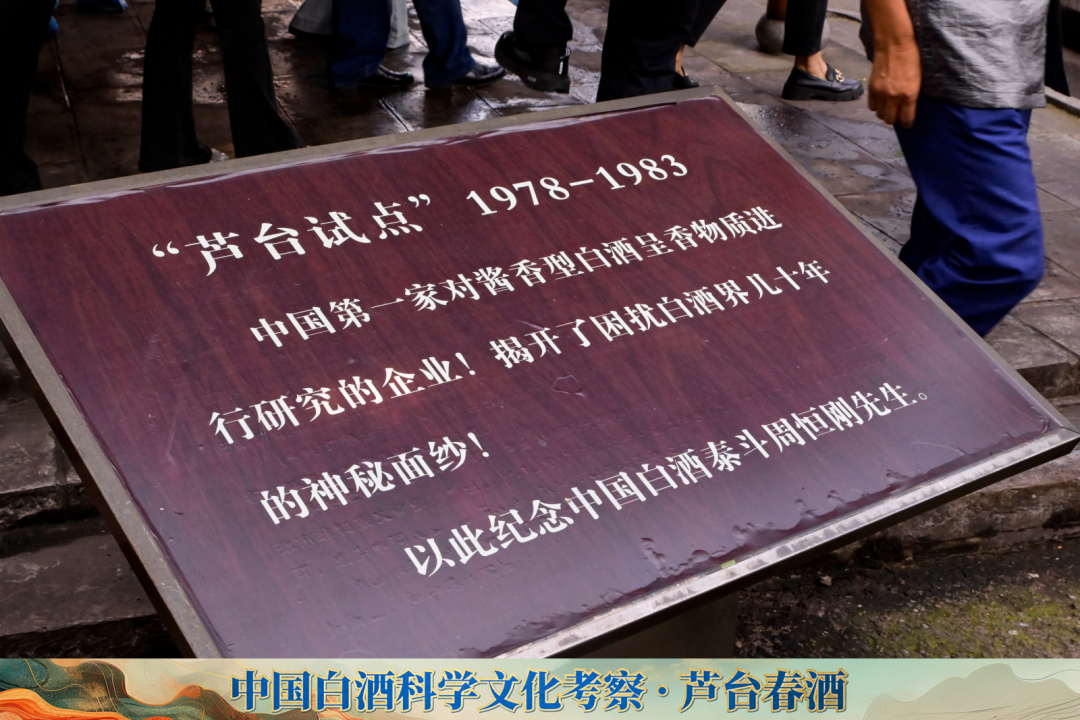 “芦台试点” 1978-1983
中国第一家对酱香型白酒呈香物质进
行研究的企业！揭开了困扰白酒界几十年
的神秘面纱！
以此纪念中国白酒泰斗周恒刚先生。
中国白酒科学文化考察·芦台春酒